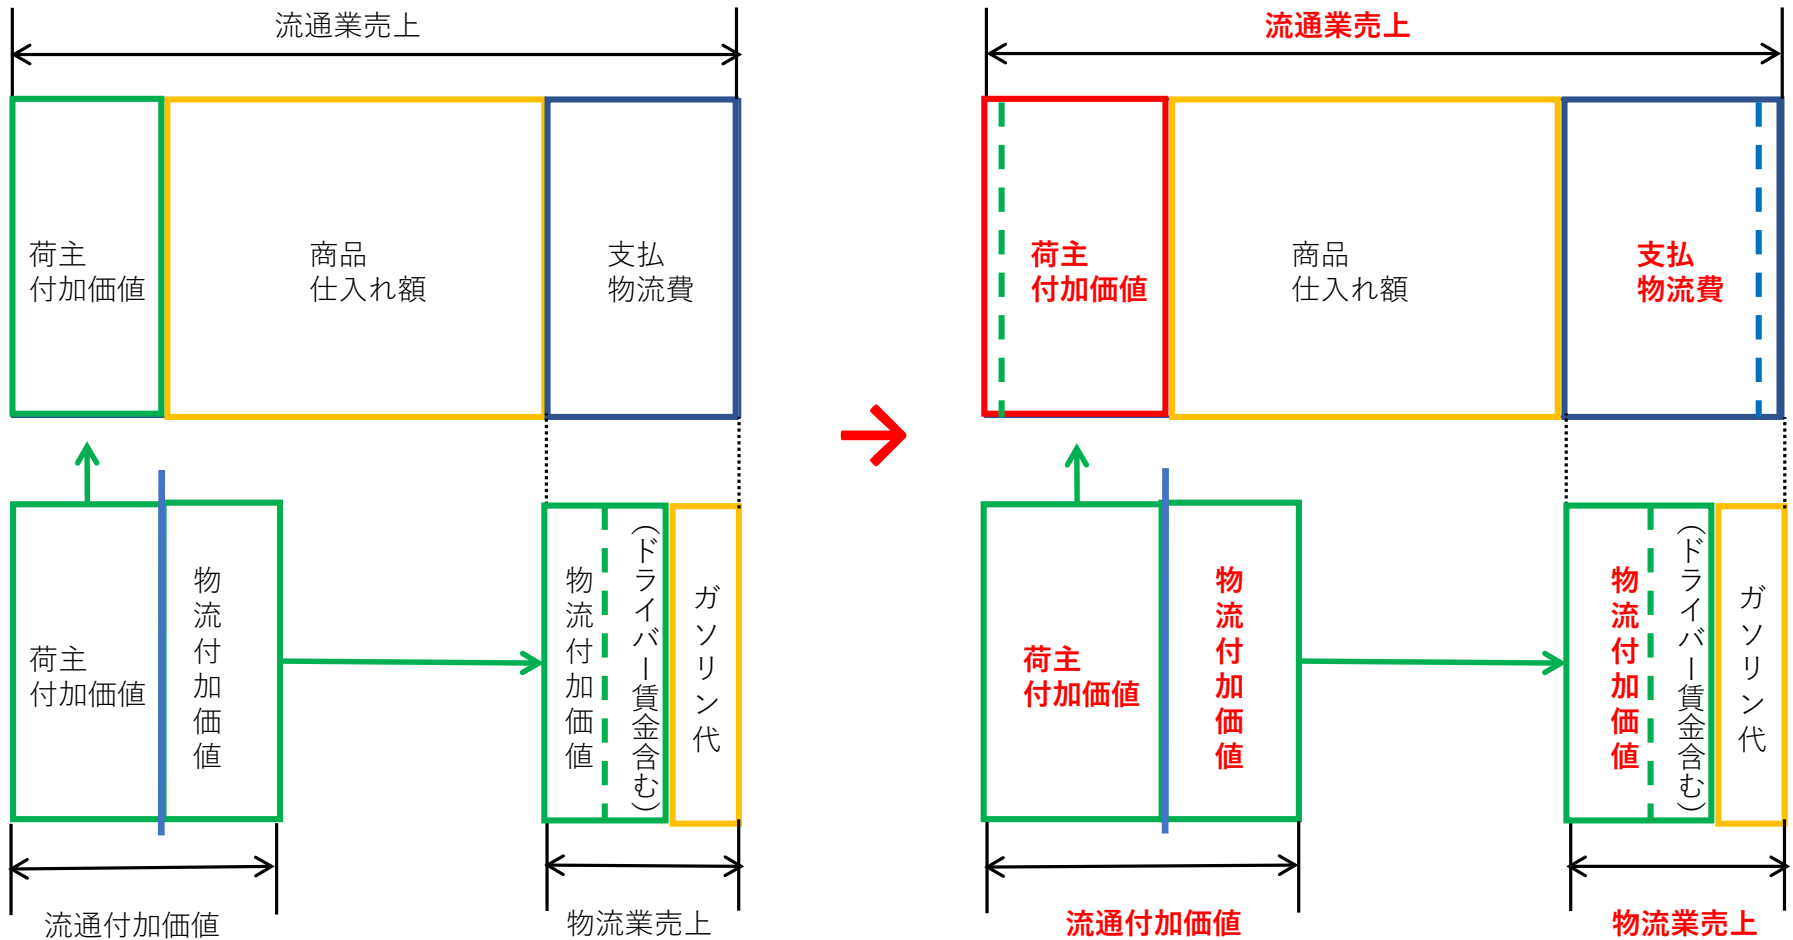 流通業売上
荷主
付加価値
商品
仕入れ額
支払
物流費
荷主
付加価値
物流付加価値
物流付加価値
（ドライバー賃金含む）
ガソリン代
流通付加価値
物流業売上
流通業売上
荷主
付加価値
商品
仕入れ額
支払
物流費
荷主
付加価値
物流付加価値
物流付加価値
（ドライバー賃金含む）
ガソリン代
流通付加価値
物流業売上